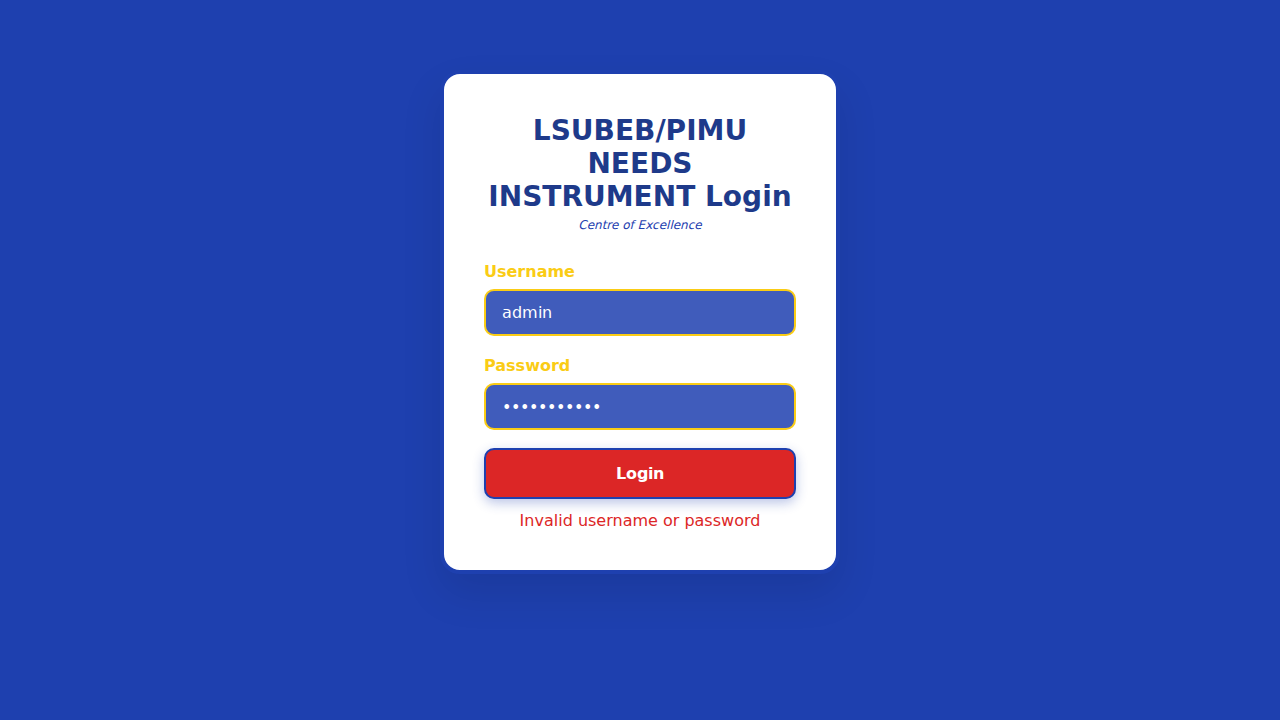 LSUBEB/PIMU
NEEDS
INSTRUMENT Login
Centre of Excellence
Username
admin
Password
•••••••••••
Login
Invalid username or password